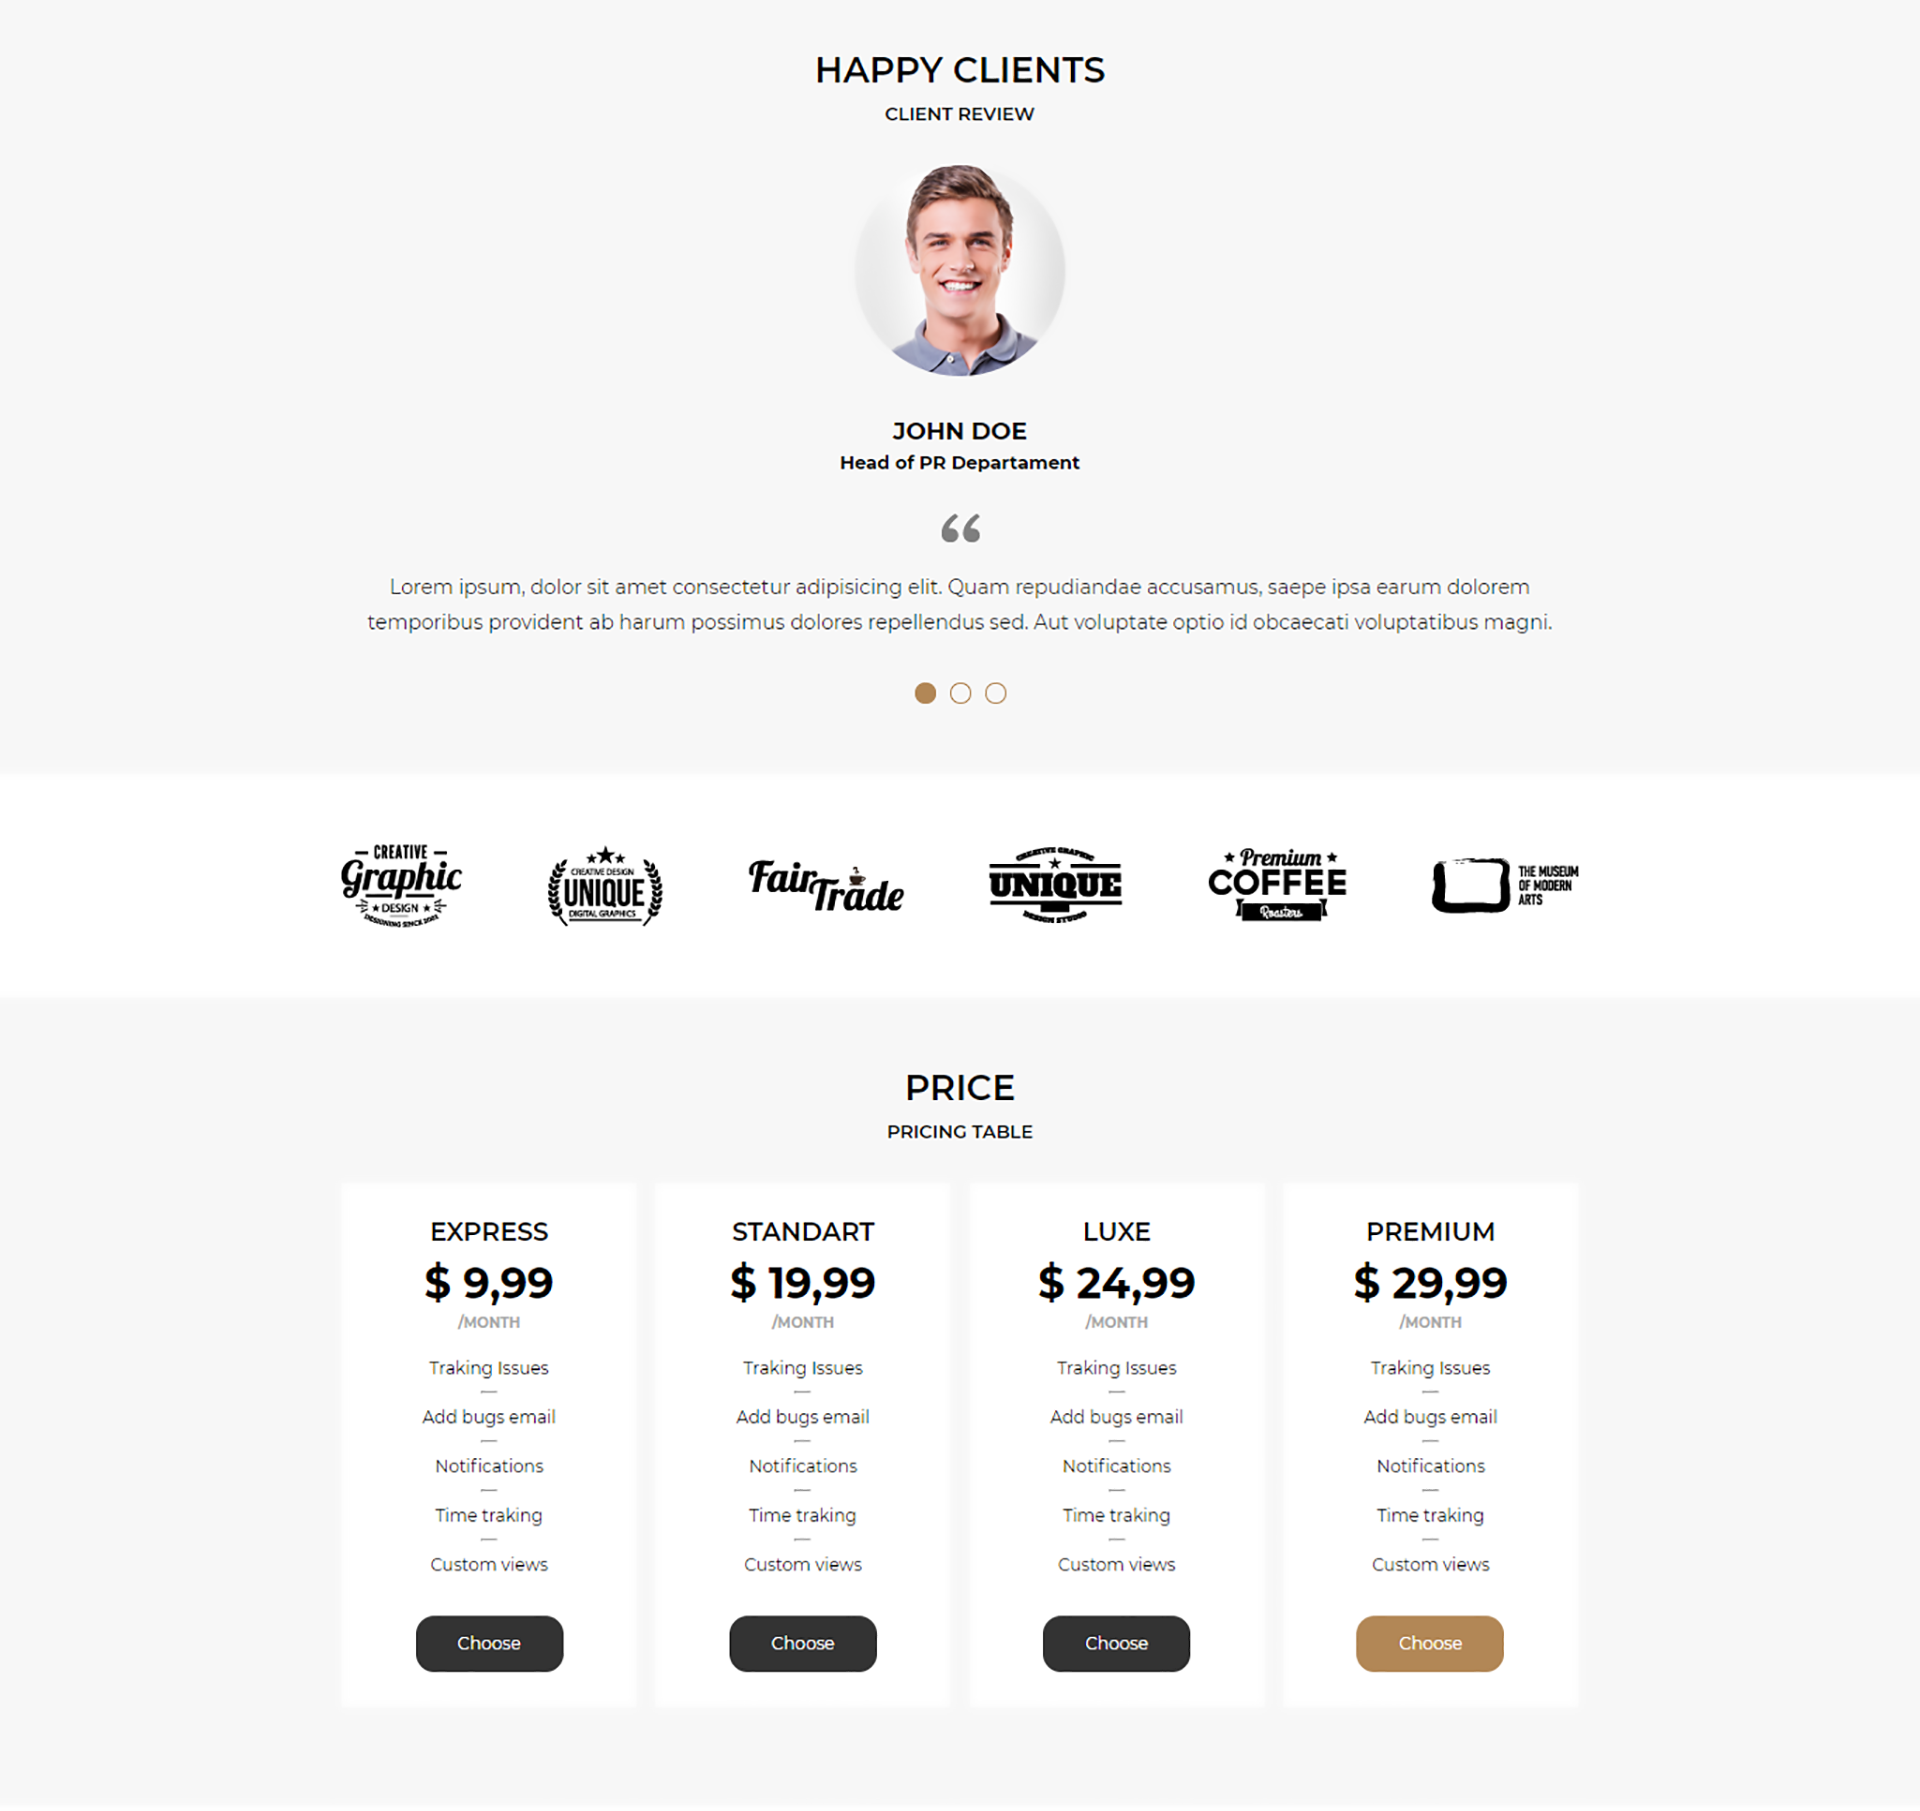 HAPPY CLIENTS
CLIENT REVIEW
JOHN DOE
Head of PR Departament
“
Lorem ipsum, dolor sit amet consectetur adipisicing elit. Quam repudiandae accusamus, saepe ipsa earum dolorem
temporibus provident ab harum possimus dolores repellendus sed. Aut voluptate optio id obcaecati voluptatibus magni.
CREATIVE
Graphic
DESIGN
DESIGNING SINCE 2003
CREATIVE DESIGN
UNIQUE
DIGITAL GRAPHICS
Fair
Trade
CREATIVE GRAPHIC
UNIQUE
DESIGN STUDIO
Premium
COFFEE
Roasters
THE MUSEUM
OF MODERN
ARTS
PRICE
PRICING TABLE
EXPRESS
$ 9,99
/MONTH
Traking Issues
Add bugs email
Notifications
Time traking
Custom views
Choose
STANDART
$ 19,99
/MONTH
Traking Issues
Add bugs email
Notifications
Time traking
Custom views
Choose
LUXE
$ 24,99
/MONTH
Traking Issues
Add bugs email
Notifications
Time traking
Custom views
Choose
PREMIUM
$ 29,99
/MONTH
Traking Issues
Add bugs email
Notifications
Time traking
Custom views
Choose